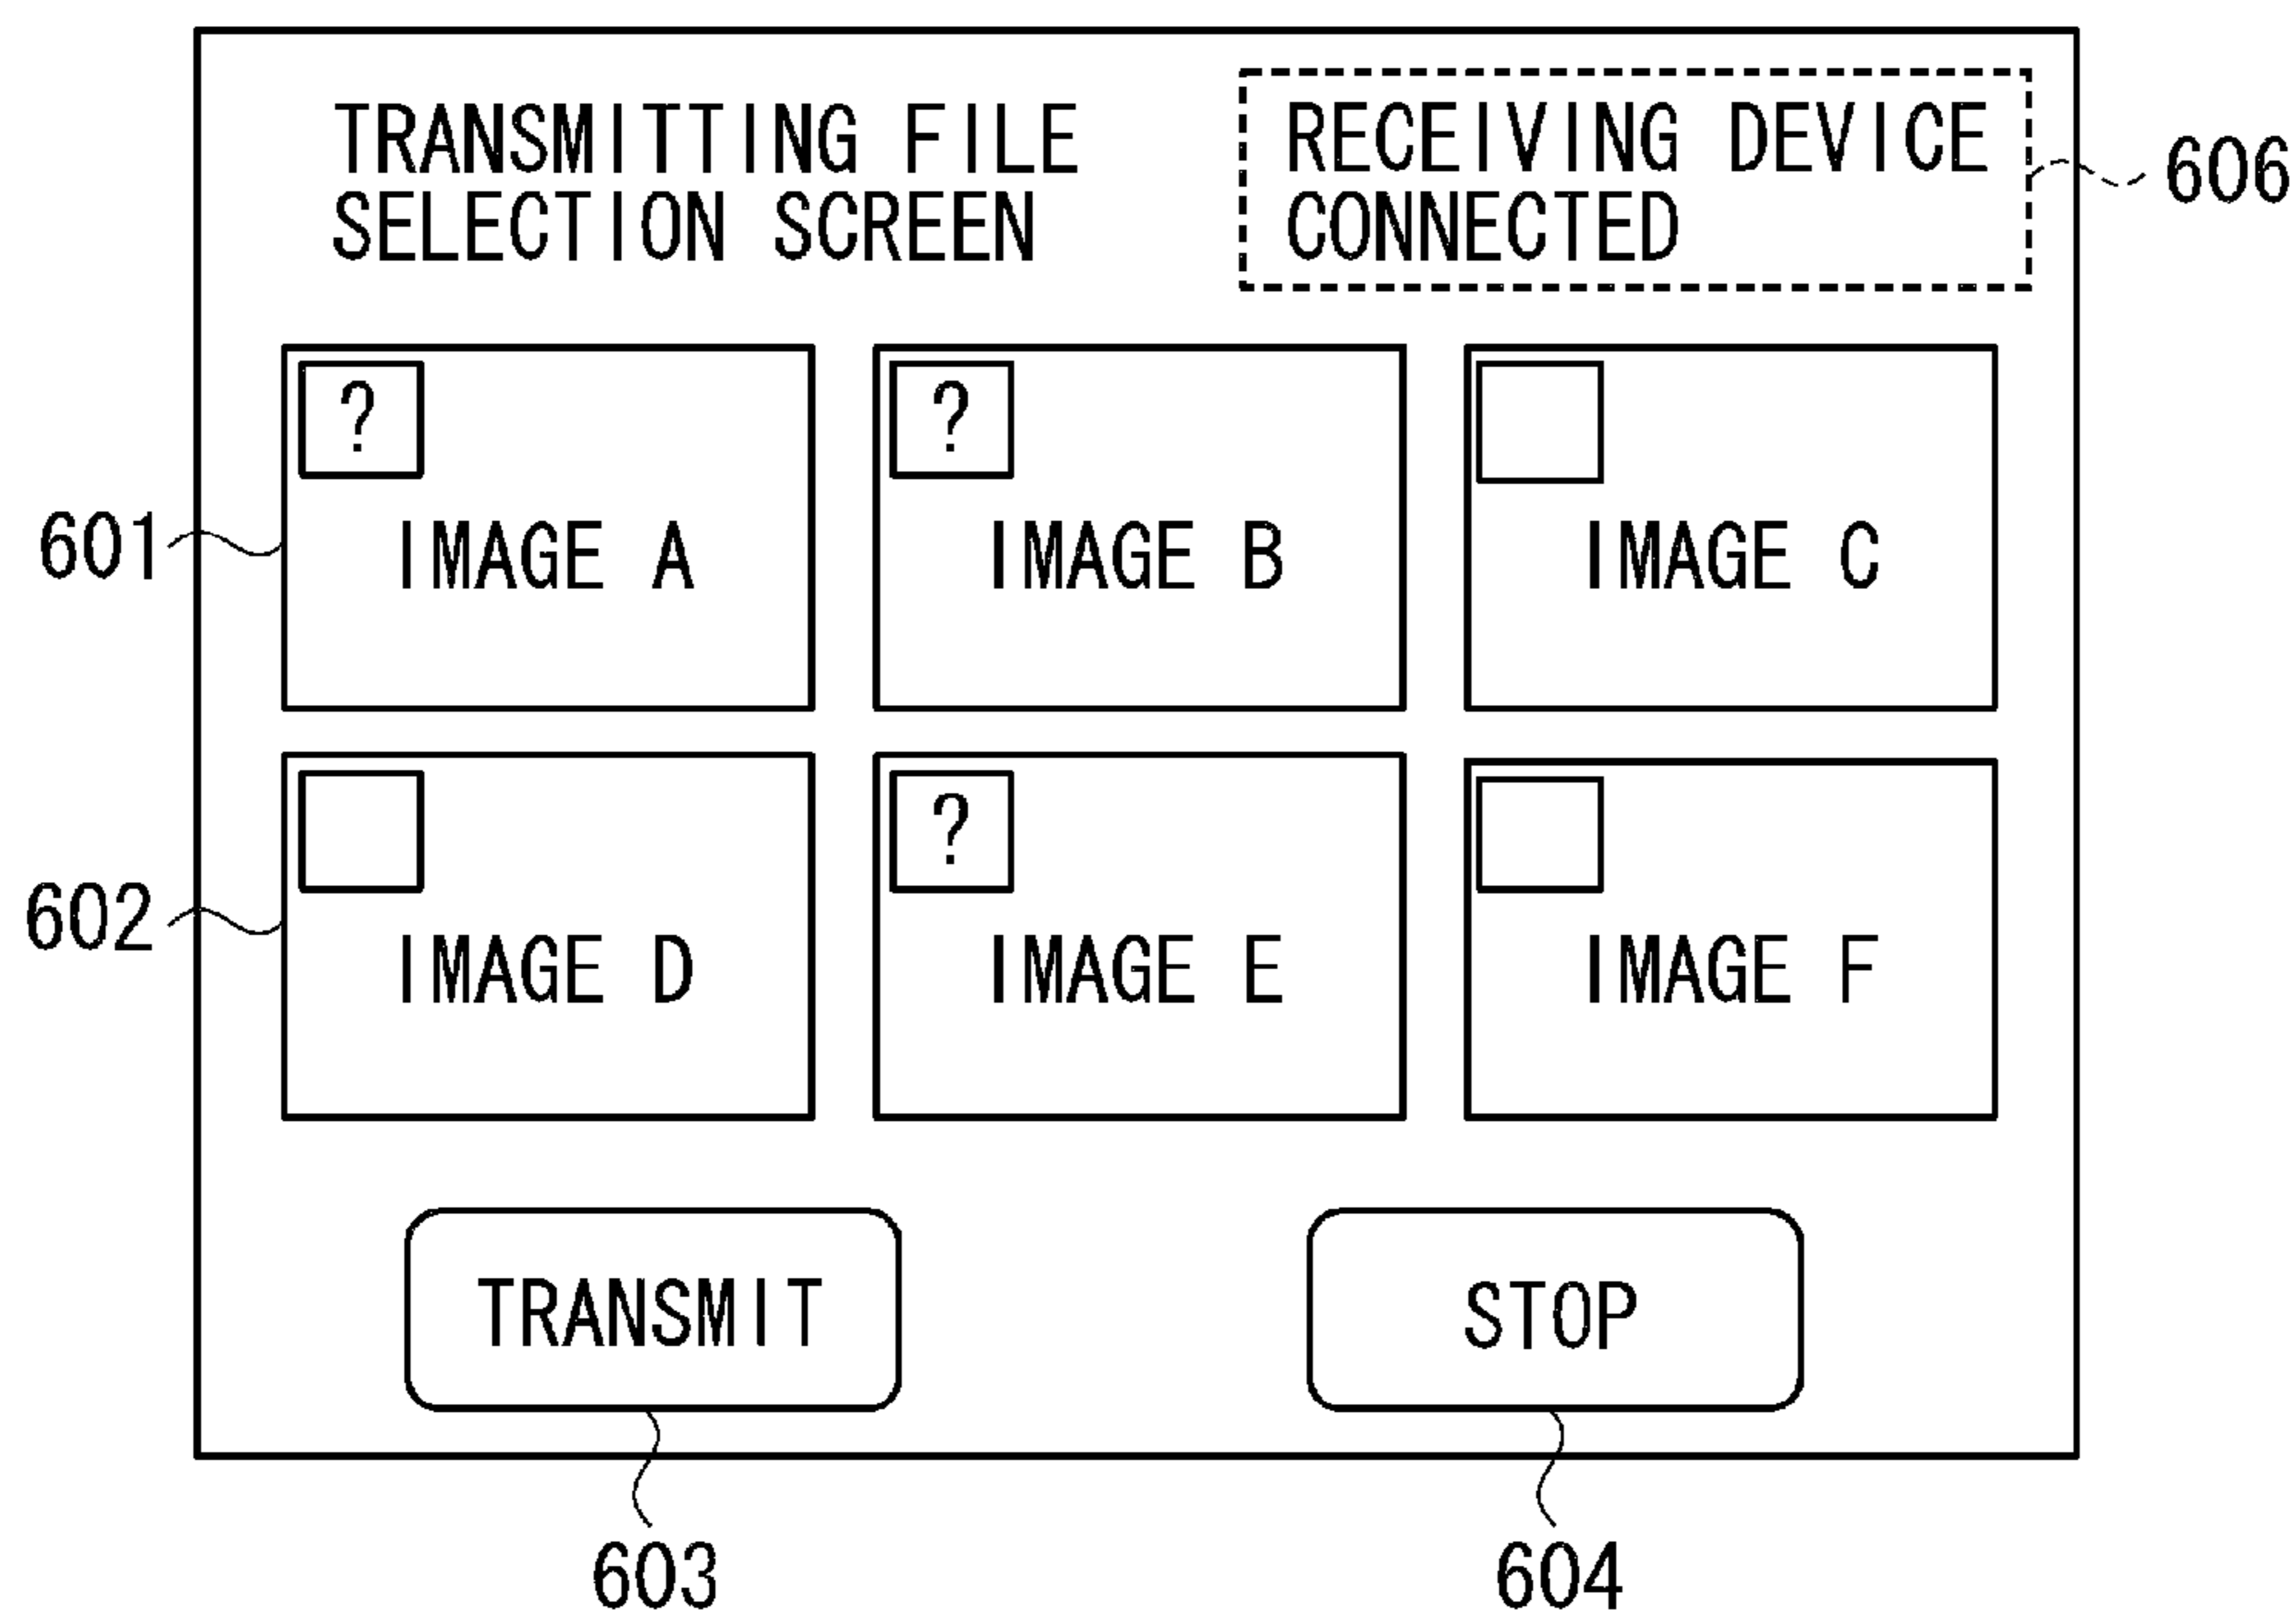 TRANSMITTING FILE
SELECTION SCREEN
RECEIVING DEVICE
CONNECTED
606
?
?
601
IMAGE A
IMAGE B
IMAGE C
?
602
IMAGE D
IMAGE E
IMAGE F
TRANSMIT
STOP
603
604